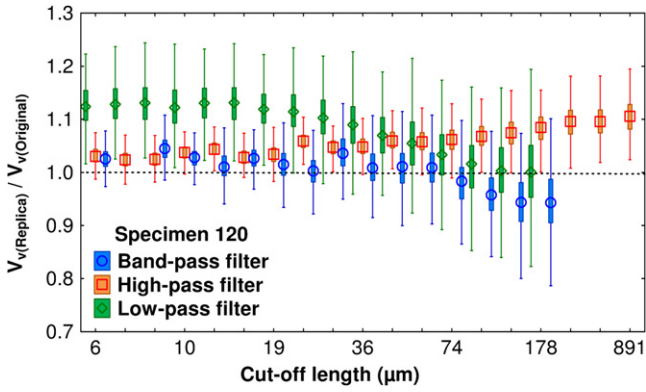 1.3
1.2
1.1
1.0
0.9
0.8
0.7
Vv(Replica) / Vv(Original)
Specimen 120
Band-pass filter
High-pass filter
Low-pass filter
6 10 19 36 74 178 891
Cut-off length (µm)